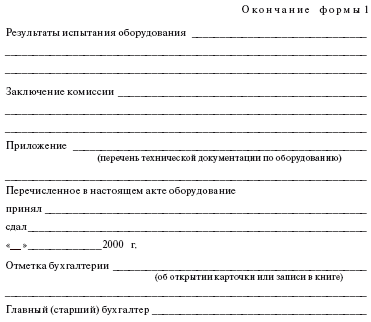 Окончание формы 1
Результаты испытания оборудования
Заключение комиссии
Приложение
(перечень технической документации по оборудованию)
Перечисленное в настоящем акте оборудование
принял
сдал
«__»______________2000 г.
Отметка бухгалтерии
(об открытии карточки или записи в книге)
Главный (старший) бухгалтер